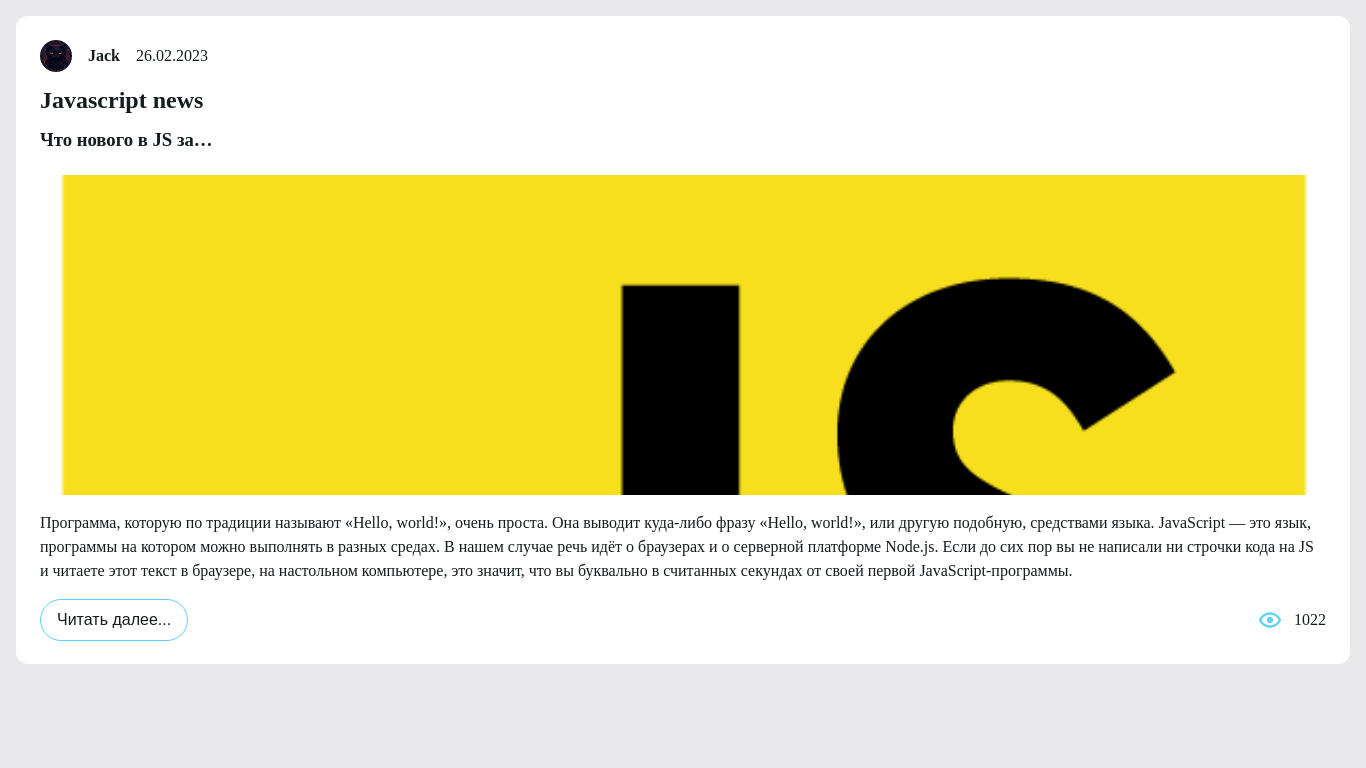 Jack 26.02.2023
Javascript news
Что нового в JS за…
JS
Программа, которую по традиции называют «Hello, world!», очень проста. Она выводит куда-либо фразу «Hello, world!», или другую подобную, средствами языка. JavaScript — это язык,
программы на котором можно выполнять в разных средах. В нашем случае речь идёт о браузерах и о серверной платформе Node.js. Если до сих пор вы не написали ни строчки кода на JS
и читаете этот текст в браузере, на настольном компьютере, это значит, что вы буквально в считанных секундах от своей первой JavaScript-программы.
Читать далее... 1022